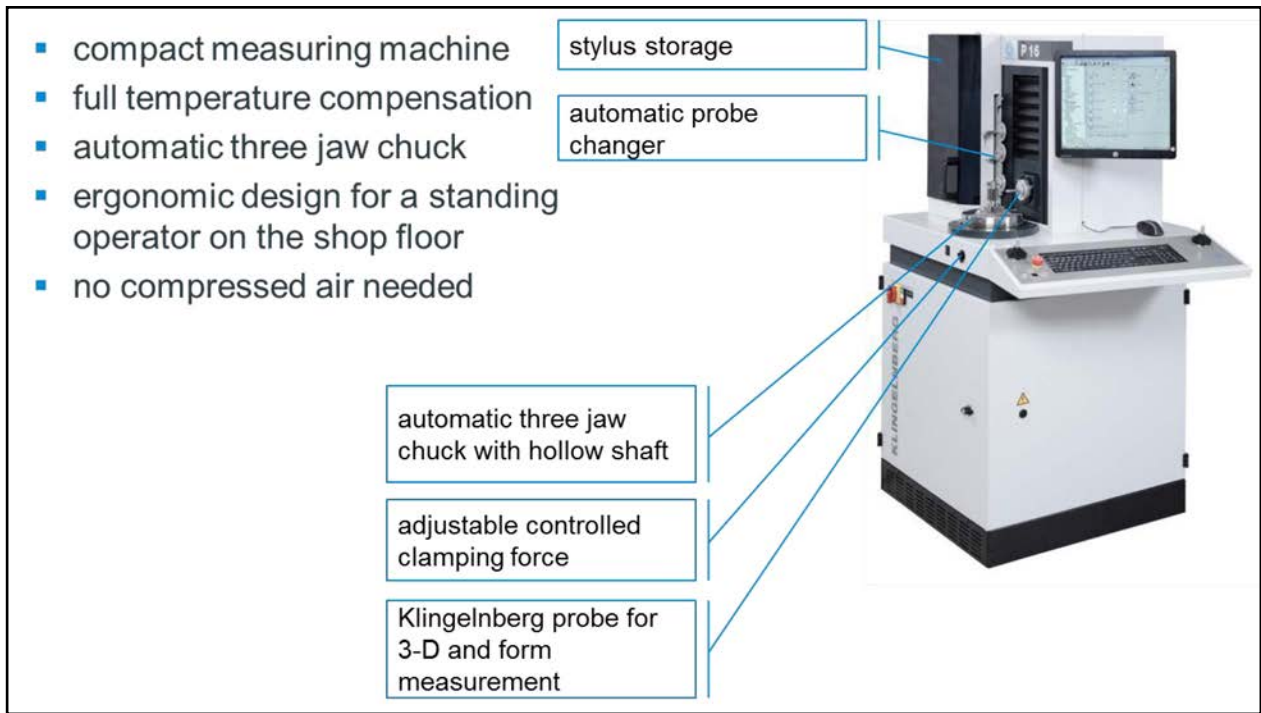 ▪ compact measuring machine
▪ full temperature compensation
▪ automatic three jaw chuck
▪ ergonomic design for a standing
operator on the shop floor
▪ no compressed air needed
stylus storage
automatic probe
changer
P 16
automatic three jaw
chuck with hollow shaft
adjustable controlled
clamping force
Klingelnberg probe for
3-D and form
measurement
KLINGELNBERG